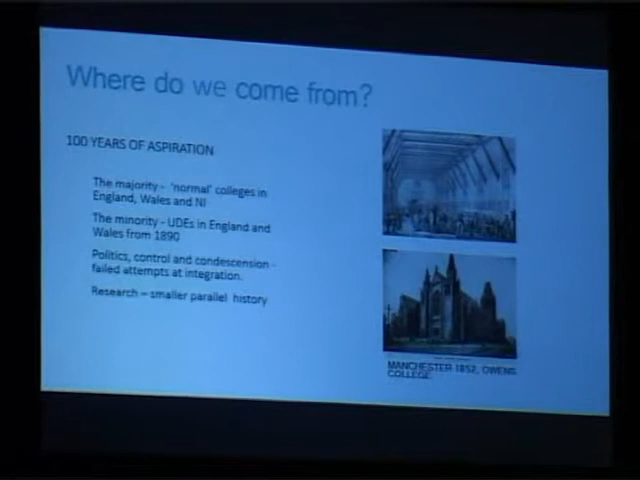 Where do we come from?
100 YEARS OF ASPIRATION
The majority - 'normal' colleges in
England, Wales and NI
The minority - UDEs in England and
Wales from 1890
Politics, control and condescension -
failed attempts at integration.
Research – smaller parallel history
MANCHESTER 1852, OWENS
COLLEGE.